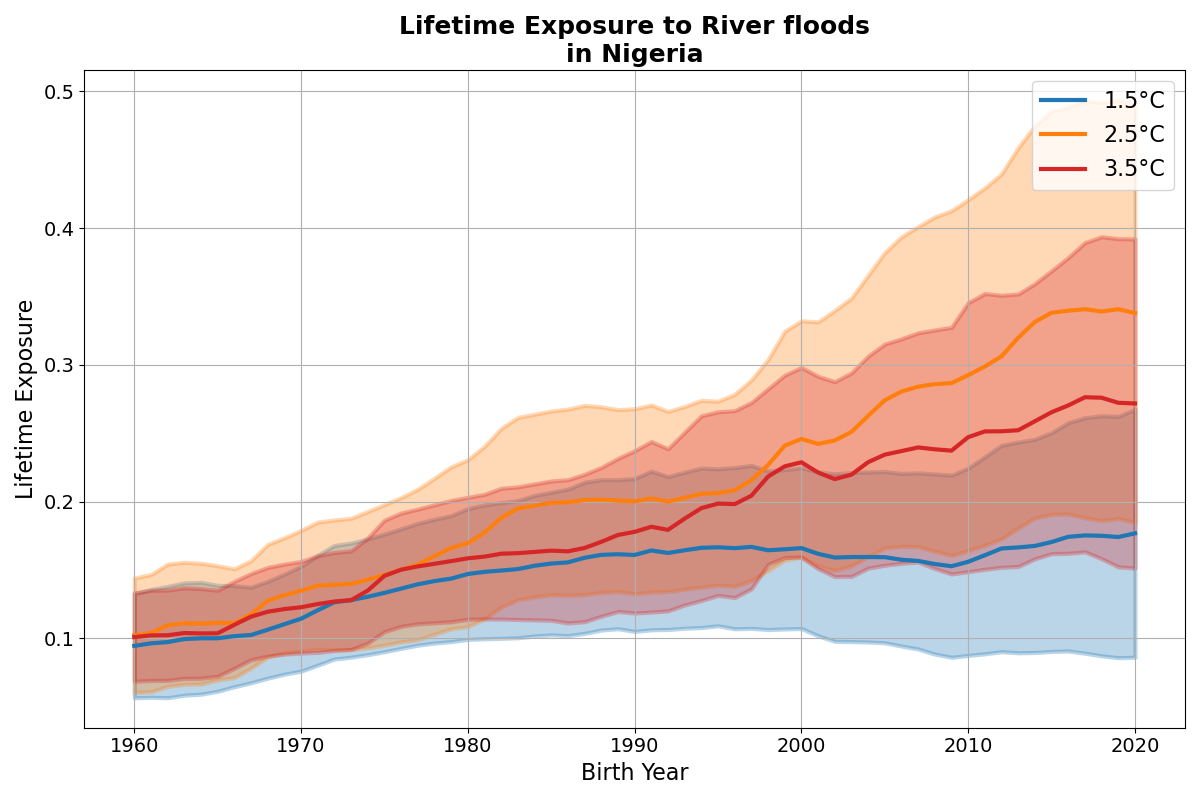 Lifetime Exposure to River floods
in Nigeria
1.5°C
2.5°C
3.5°C
Lifetime Exposure
0.5
0.4
0.3
0.2
0.1
1960 1970 1980 1990 2000 2010 2020
Birth Year